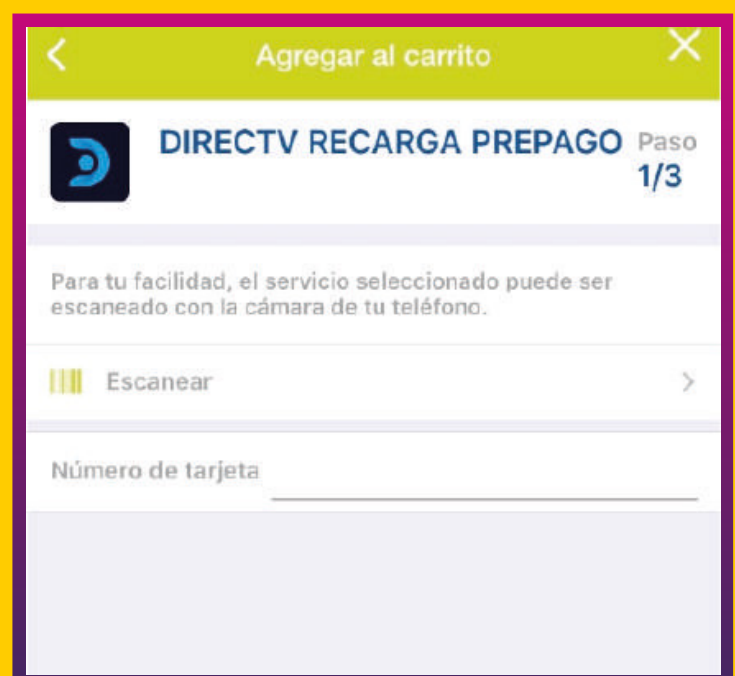 Agregar al carrito
DIRECTV RECARGA PREPAGO Paso
1/3
Para tu facilidad, el servicio seleccionado puede ser
escaneado con la cámara de tu teléfono.
Escanear
Número de tarjeta